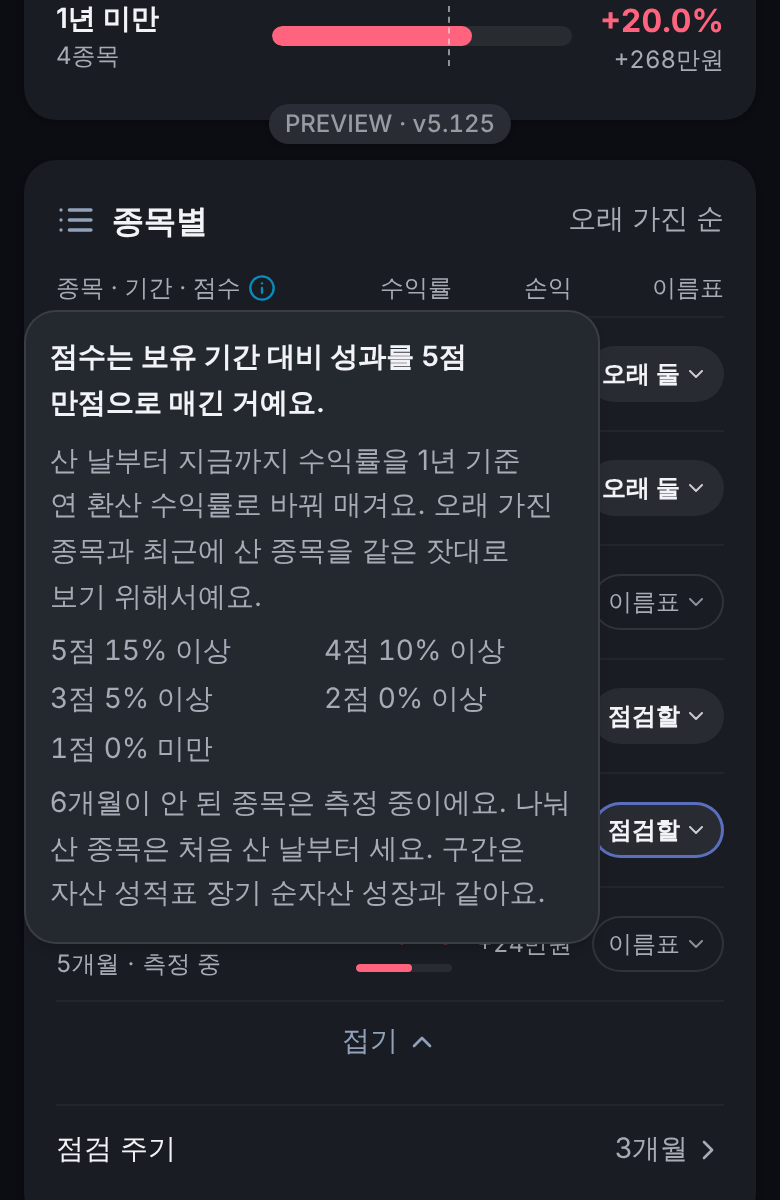 1년 미만
+20.0%
4종목
+268만원
PREVIEW · v5.125
종목별
오래 가진 순
종목 · 기간 · 점수
수익률
손익
이름표
점수는 보유 기간 대비 성과를 5점
만점으로 매긴 거예요.
산 날부터 지금까지 수익률을 1년 기준
연 환산 수익률로 바꿔 매겨요. 오래 가진
종목과 최근에 산 종목을 같은 잣대로
보기 위해서예요.
5점 15% 이상
4점 10% 이상
3점 5% 이상
2점 0% 이상
1점 0% 미만
6개월이 안 된 종목은 측정 중이에요. 나눠
산 종목은 처음 산 날부터 세요. 구간은
자산 성적표 장기 순자산 성장과 같아요.
오래 둘
오래 둘
이름표
점검할
점검할
+24만원
이름표
5개월 · 측정 중
접기
점검 주기
3개월